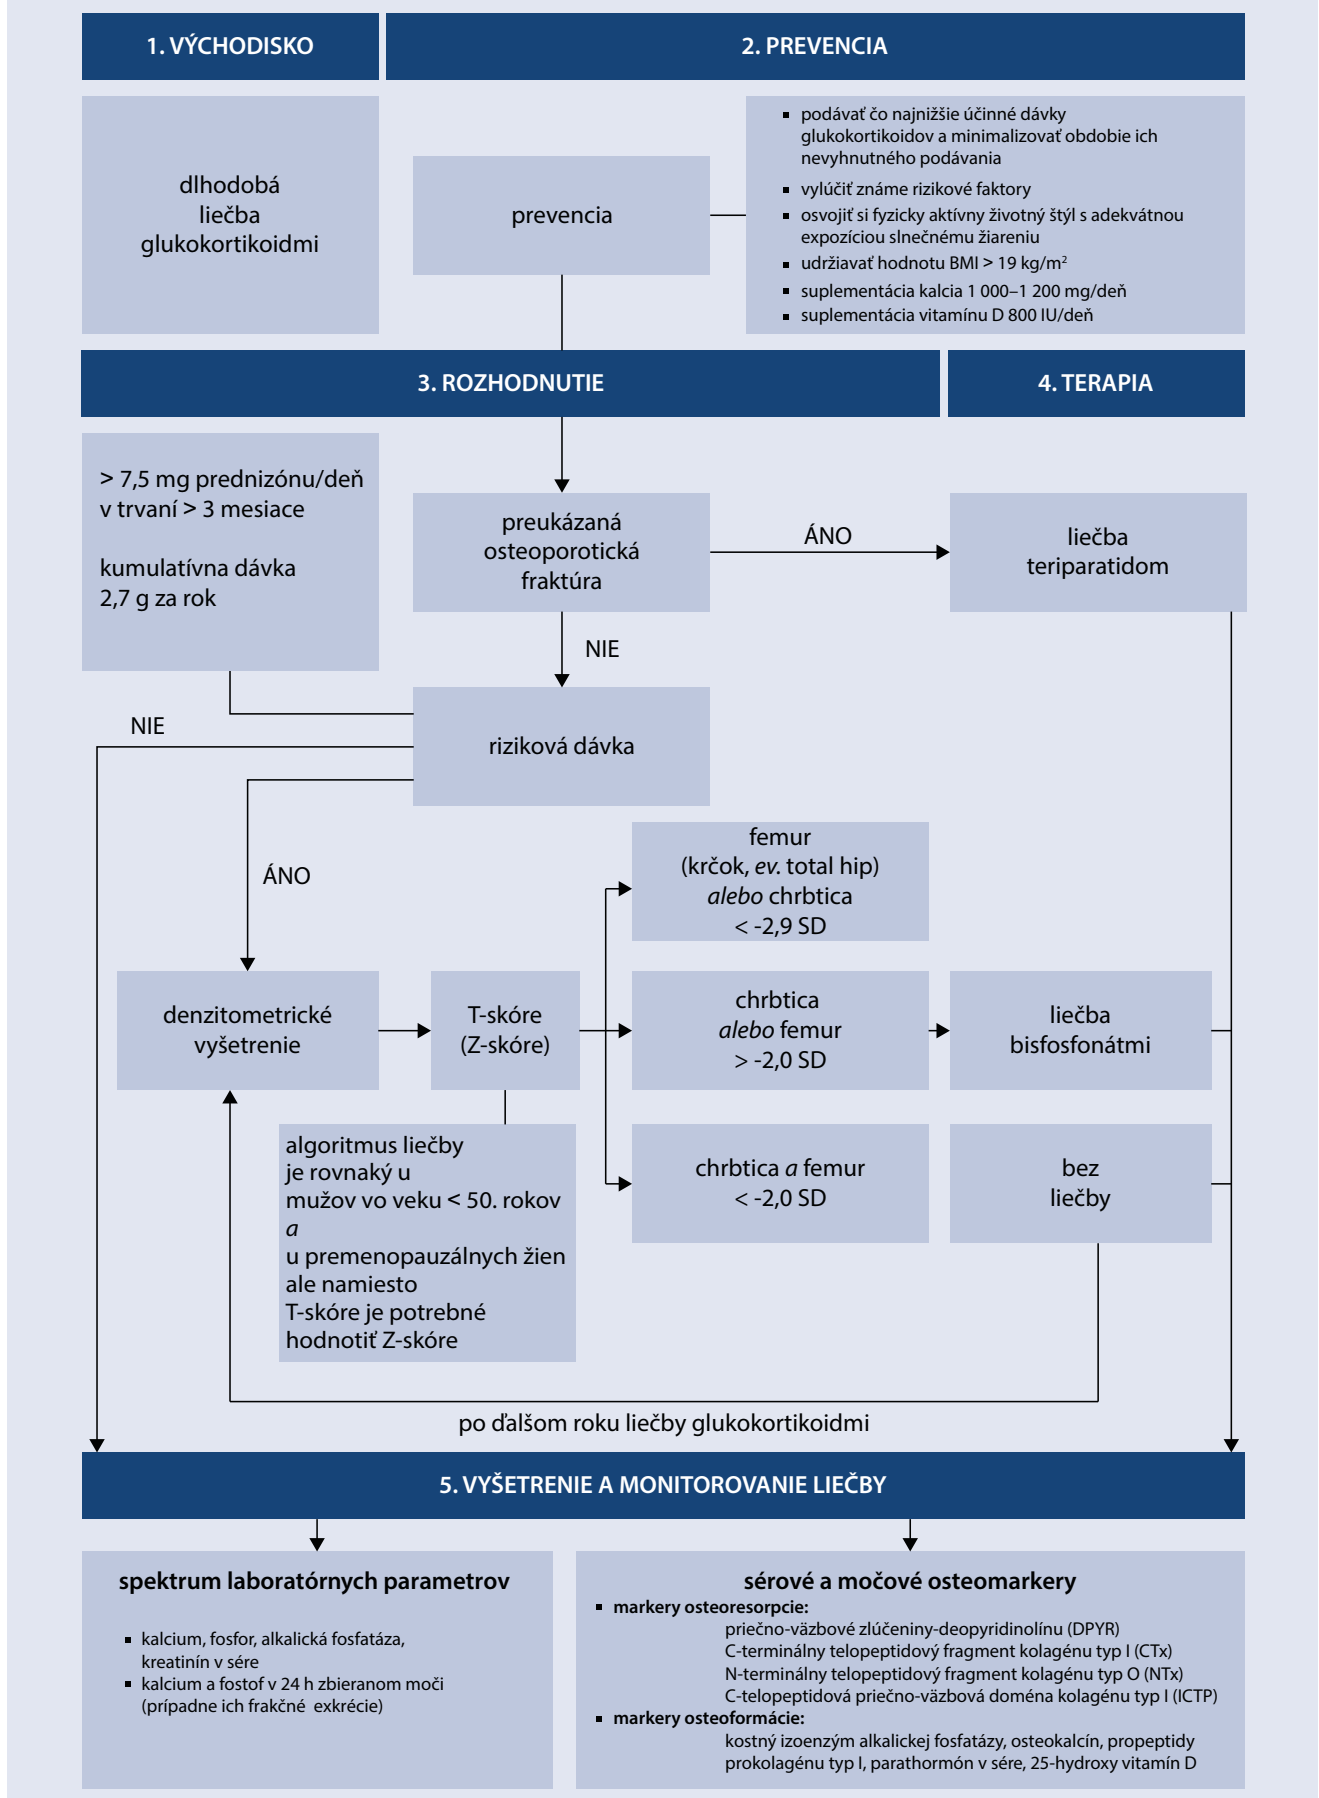 1. VÝCHODISKO
2. PREVENCIA
dlhodobá
liečba
glukokortikoidmi
prevencia
▪ podávať čo najnižšie účinné dávky
glukokortikoidov a minimalizovať obdobie ich
nevyhnutného podávania
▪ vylúčiť známe rizikové faktory
▪ osvojiť si fyzicky aktívny životný štýl s adekvátnou
expozíciou slnečnému žiareniu
▪ udržiavať hodnotu BMI > 19 kg/m²
▪ suplementácia kalcia 1 000–1 200 mg/deň
▪ suplementácia vitamínu D 800 IU/deň
3. ROZHODNUTIE
4. TERAPIA
> 7,5 mg prednizónu/deň
v trvaní > 3 mesiace
kumulatívna dávka
2,7 g za rok
preukázaná
osteoporotická
fraktúra
ÁNO
liečba
teriparatidom
NIE
riziková dávka
NIE
ÁNO
femur
(krčok, ev. total hip)
alebo chrbtica
< -2,9 SD
denzitometrické
vyšetrenie
T-skóre
(Z-skóre)
chrbtica
alebo femur
> -2,0 SD
liečba
bisfosfonátmi
algoritmus liečby
je rovnaký u
mužov vo veku < 50. rokov
a
u premenopauzálnych žien
ale namiesto
T-skóre je potrebné
hodnotiť Z-skóre
chrbtica a femur
< -2,0 SD
bez
liečby
po ďalšom roku liečby glukokortikoidmi
5. VYŠETRENIE A MONITOROVANIE LIEČBY
spektrum laboratórnych parametrov
▪ kalcium, fosfor, alkalická fosfatáza,
kreatinín v sére
▪ kalcium a fostof v 24 h zbieranom moči
(prípadne ich frakčné exkrécie)
sérové a močové osteomarkery
▪ markery osteoresorpcie:
priečno-väzbové zlúčeniny-deopyridinolínu (DPYR)
C-terminálny telopeptidový fragment kolagénu typ I (CTx)
N-terminálny telopeptidový fragment kolagénu typ O (NTx)
C-telopeptidová priečno-väzbová doména kolagénu typ I (ICTP)
▪ markery osteoformácie:
kostný izoenzým alkalickej fosfatázy, osteokalcín, propeptidy
prokolagénu typ I, parathormón v sére, 25-hydroxy vitamín D